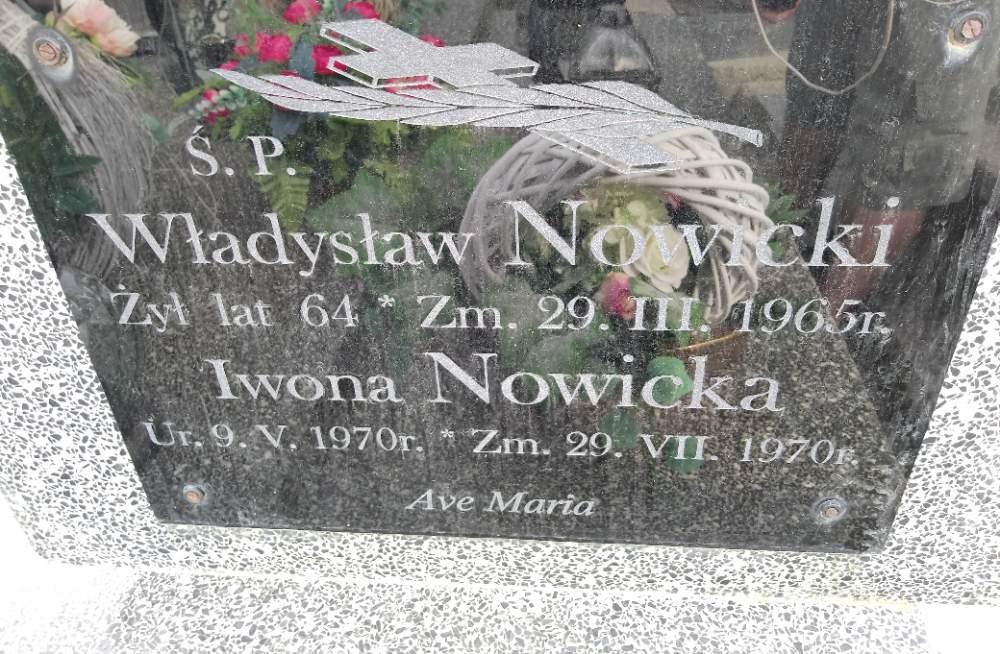 Ś. P.
Władysław Nowicki
Żył lat 64 * Zm. 29. III. 1965r.
Iwona Nowicka
Ur. 9. V. 1970r. * Zm. 29. VII. 1970r.
Ave Maria